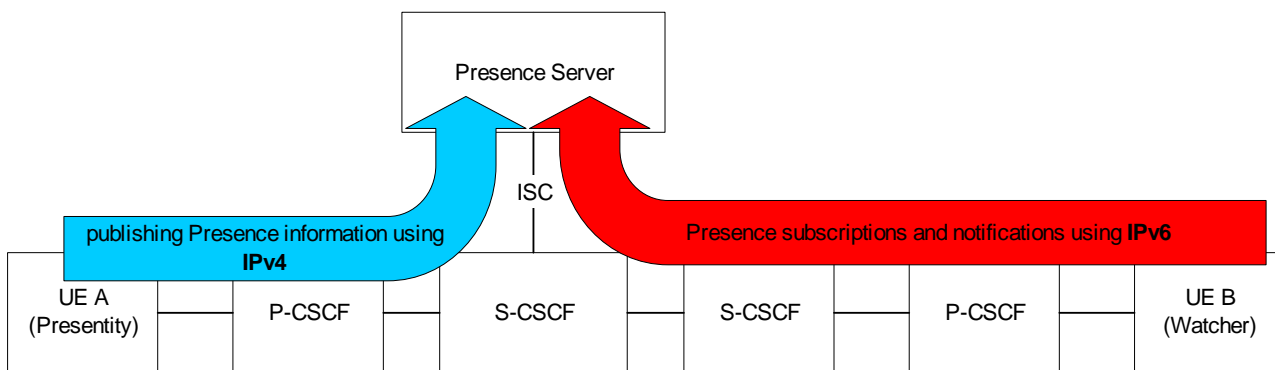 Presence Server
ISC
publishing Presence information using
IPv4
Presence subscriptions and notifications using IPv6
UE A
(Presentity)
P-CSCF
S-CSCF
S-CSCF
P-CSCF
UE B
(Watcher)